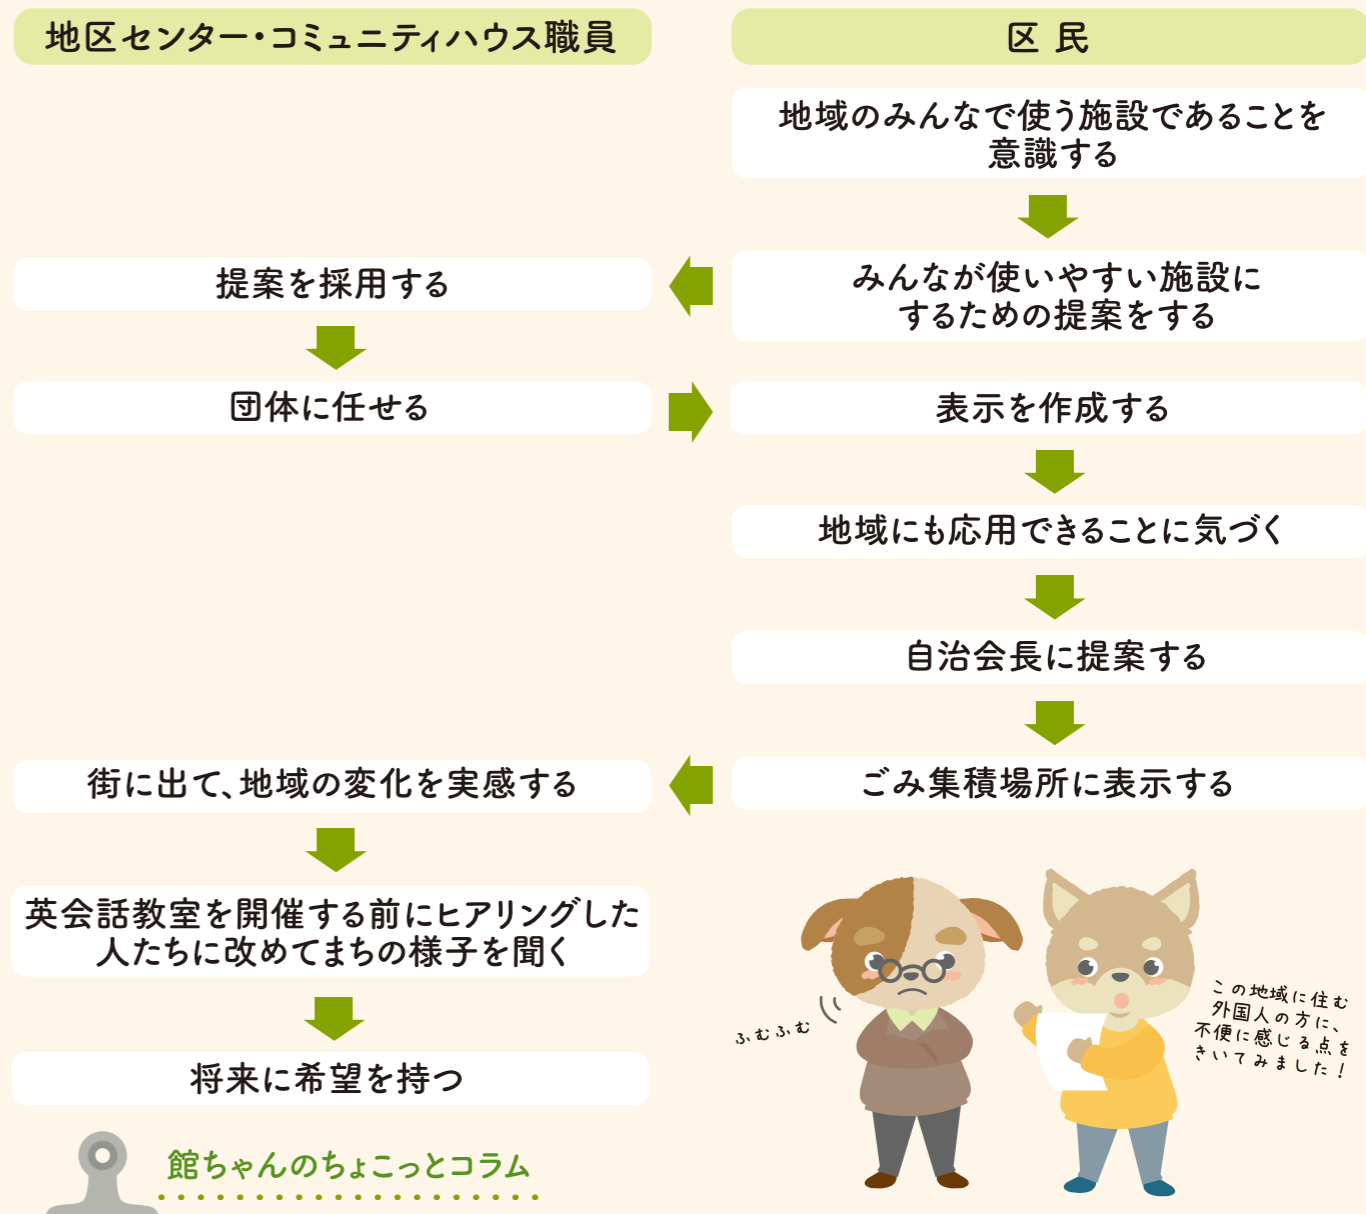 地区センター・コミュニティハウス職員
区 民
地域のみんなで使う施設であることを
意識する
みんなが使いやすい施設に
するための提案をする
提案を採用する
団体に任せる
表示を作成する
地域にも応用できることに気づく
自治会長に提案する
ごみ集積場所に表示する
街に出て、地域の変化を実感する
英会話教室を開催する前にヒアリングした
人たちに改めてまちの様子を聞く
将来に希望を持つ
ふむふむ
この地域に住む
外国人の方に、
不便に感じる点を
きいてみました!
館ちゃんのちょこっとコラム